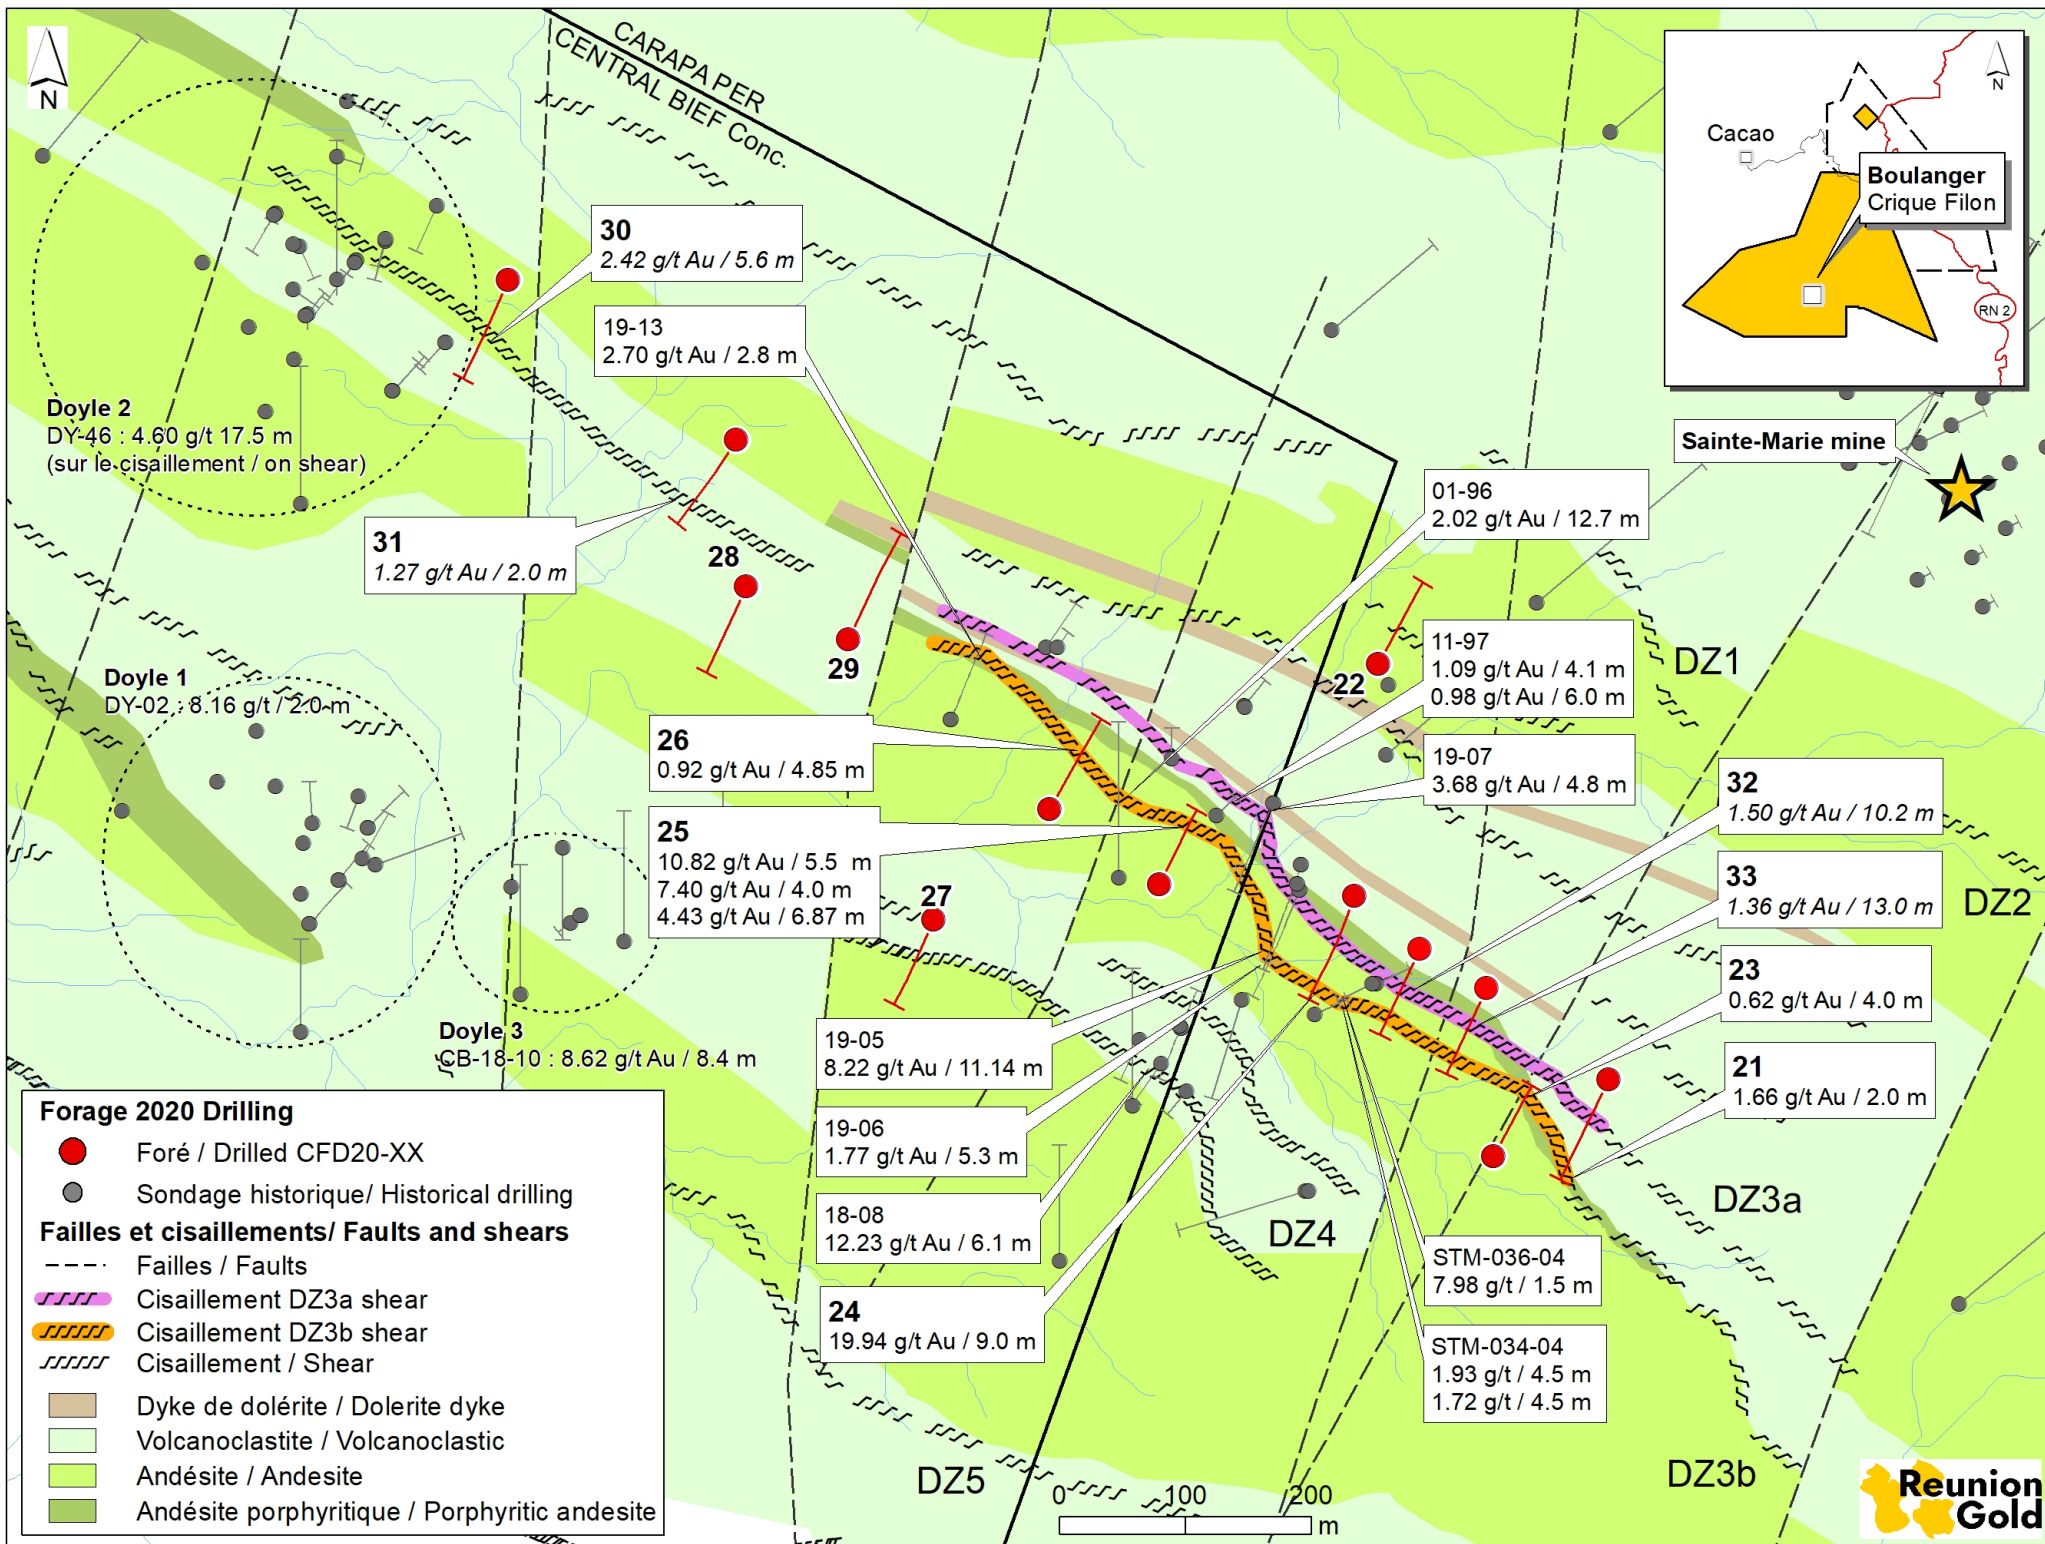 CARAPA PER
CENTRAL BIEF Conc.
N
N
Cacao
Boulanger
Crique Filon
RN 2
Sainte-Marie mine
30
2.42 g/t Au / 5.6 m
19-13
2.70 g/t Au / 2.8 m
Doyle 2
DY-46 : 4.60 g/t 17.5 m
(sur le cisaillement / on shear)
31
1.27 g/t Au / 2.0 m
28
29
01-96
2.02 g/t Au / 12.7 m
11-97
1.09 g/t Au / 4.1 m
0.98 g/t Au / 6.0 m
22
DZ1
Doyle 1
DY-02 : 8.16 g/t / 2.0 m
26
0.92 g/t Au / 4.85 m
19-07
3.68 g/t Au / 4.8 m
32
1.50 g/t Au / 10.2 m
25
10.82 g/t Au / 5.5 m
7.40 g/t Au / 4.0 m
4.43 g/t Au / 6.87 m
27
33
1.36 g/t Au / 13.0 m
DZ2
23
0.62 g/t Au / 4.0 m
Doyle 3
CB-18-10 : 8.62 g/t Au / 8.4 m
19-05
8.22 g/t Au / 11.14 m
21
1.66 g/t Au / 2.0 m
19-06
1.77 g/t Au / 5.3 m
18-08
12.23 g/t Au / 6.1 m
DZ3a
DZ4
24
19.94 g/t Au / 9.0 m
STM-036-04
7.98 g/t / 1.5 m
STM-034-04
1.93 g/t / 4.5 m
1.72 g/t / 4.5 m
DZ5
DZ3b
Forage 2020 Drilling
Foré / Drilled CFD20-XX
Sondage historique/ Historical drilling
Failles et cisaillements/ Faults and shears
Failles / Faults
Cisaillement DZ3a shear
Cisaillement DZ3b shear
Cisaillement / Shear
Dyke de dolérite / Dolerite dyke
Volcanoclastite / Volcanoclastic
Andésite / Andesite
Andésite porphyritique / Porphyritic andesite
0 100 200
m
Reunion
Gold